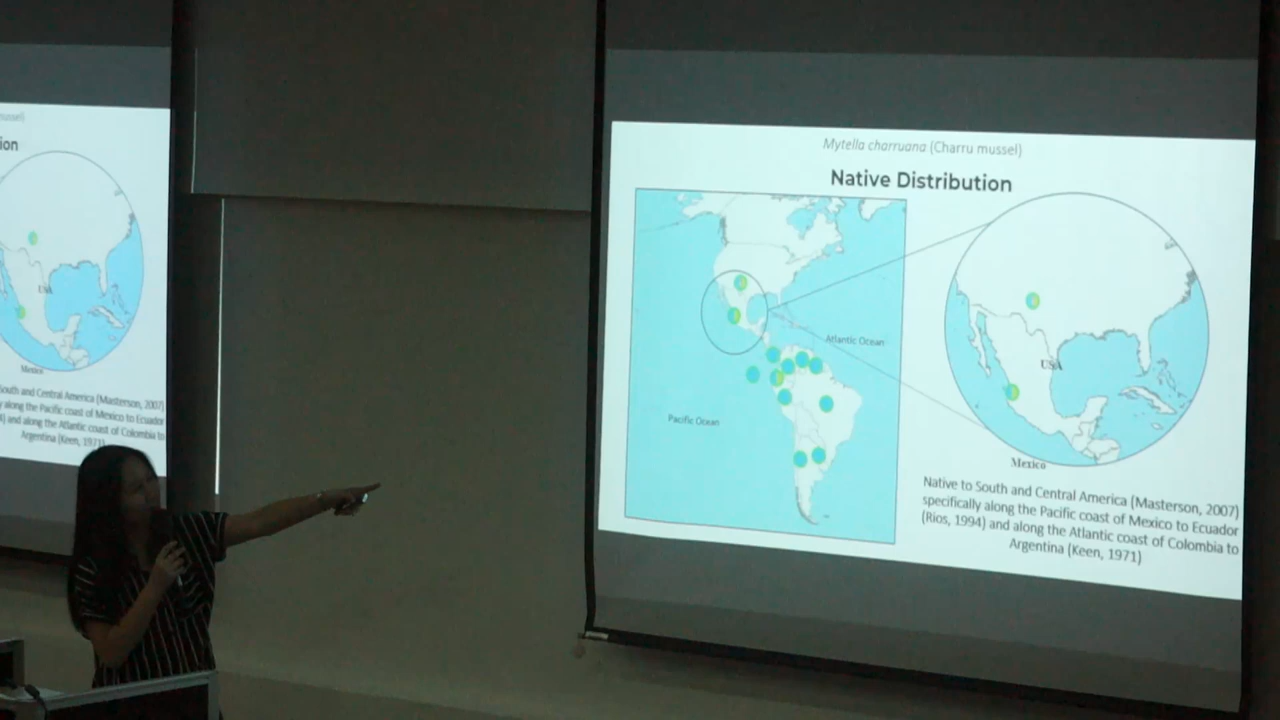 mussel)
ion
USA
Mexico
South and Central America (Masterson, 2007)
y along the Pacific coast of Mexico to Ecuador
4) and along the Atlantic coast of Colombia to
Argentina (Keen, 1971)
Mytella charruana (Charru mussel)
Native Distribution
Atlantic Ocean
Pacific Ocean
USA
Mexico
Native to South and Central America (Masterson, 2007)
specifically along the Pacific coast of Mexico to Ecuador
(Rios, 1994) and along the Atlantic coast of Colombia to
Argentina (Keen, 1971)